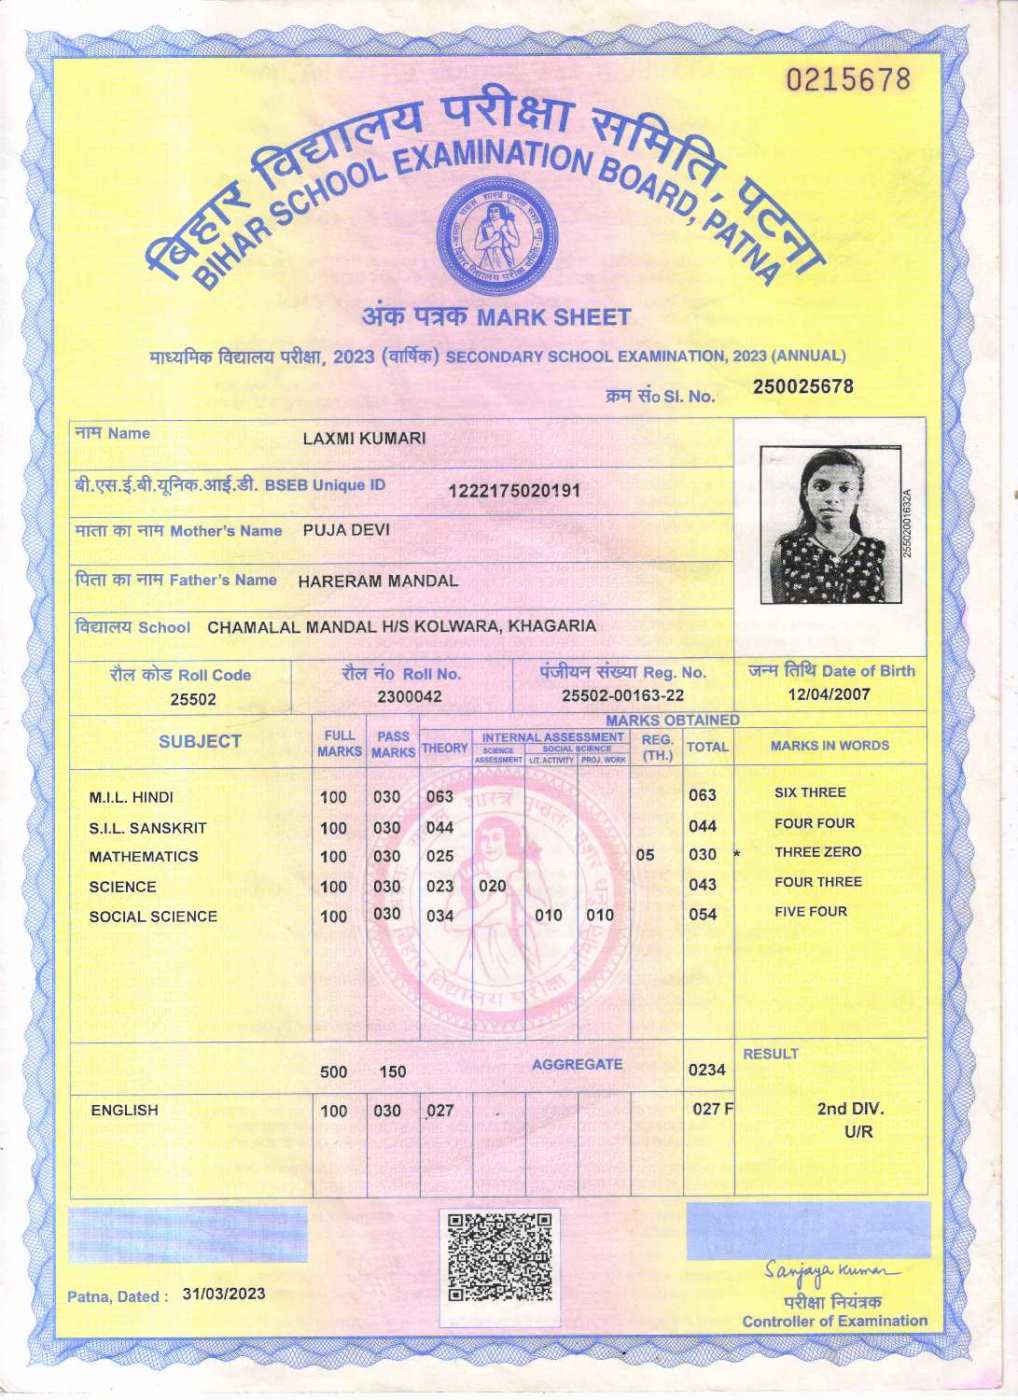 0215678
बिहार विद्यालय परीक्षा समिति, पटना
BIHAR SCHOOL EXAMINATION BOARD, PATNA
अंक पत्रक MARK SHEET
माध्यमिक विद्यालय परीक्षा, 2023 (वार्षिक) SECONDARY SCHOOL EXAMINATION, 2023 (ANNUAL)
क्रम सं० Sl. No. 250025678
नाम Name LAXMI KUMARI
बी.एस.ई.बी.यूनिक.आई.डी. BSEB Unique ID 1222175020191
माता का नाम Mother's Name PUJA DEVI
पिता का नाम Father's Name HARERAM MANDAL
विद्यालय School CHAMALAL MANDAL H/S KOLWARA, KHAGARIA
25502001632A
रौल कोड Roll Code रौल नं० Roll No. पंजीयन संख्या Reg. No. जन्म तिथि Date of Birth
25502 2300042 25502-00163-22 12/04/2007
MARKS OBTAINED
SUBJECT FULL MARKS PASS MARKS THEORY INTERNAL ASSESSMENT REG. (TH.) TOTAL MARKS IN WORDS
SCIENCE ASSESSMENT SOCIAL SCIENCE
LIT. ACTIVITY PROJ. WORK
M.I.L. HINDI 100 030 063 063 SIX THREE
S.I.L. SANSKRIT 100 030 044 044 FOUR FOUR
MATHEMATICS 100 030 025 05 030 * THREE ZERO
SCIENCE 100 030 023 020 043 FOUR THREE
SOCIAL SCIENCE 100 030 034 010 010 054 FIVE FOUR
500 150 AGGREGATE 0234 RESULT
ENGLISH 100 030 027 027 F 2nd DIV.
U/R
Patna, Dated : 31/03/2023
Sanjaya Kumar
परीक्षा नियंत्रक
Controller of Examination